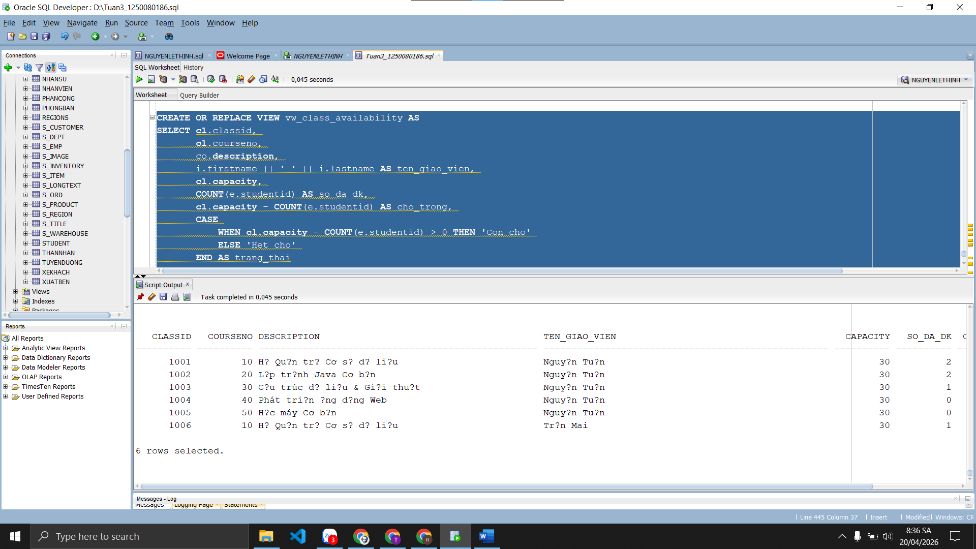 Oracle SQL Developer : D:\Tuan3_1250080186.sql
File Edit View Navigate Run Source Team Tools Window Help
Connections
NHANSU
NHANVIEN
PHANCONG
PHONGBAN
REGIONS
S_CUSTOMER
S_DEPT
S_EMP
S_IMAGE
S_INVENTORY
S_ITEM
S_LONGTEXT
S_ORD
S_PRODUCT
S_REGION
S_TITLE
S_WAREHOUSE
STUDENT
THANNHAN
TUYENDUONG
XEKHACH
XUATBEN
Views
Indexes
Packages
Reports
All Reports
Analytic View Reports
Data Dictionary Reports
Data Modeler Reports
OLAP Reports
TimesTen Reports
User Defined Reports
NGUYENLETHINH.sql Welcome Page NGUYENLETHINH Tuan3_1250080186.sql
SQL Worksheet History
0,045 seconds
NGUYENLETHINH
Worksheet Query Builder
CREATE OR REPLACE VIEW vw_class_availability AS
SELECT cl.classid,
cl.courseno,
co.description,
i.firstname || ' ' || i.lastname AS ten_giao_vien,
cl.capacity,
COUNT(e.studentid) AS so_da_dk,
cl.capacity - COUNT(e.studentid) AS cho_trong,
CASE
WHEN cl.capacity - COUNT(e.studentid) > 0 THEN 'Con cho'
ELSE 'Het cho'
END AS trang_thai
Script Output
Task completed in 0,045 seconds
CLASSID COURSENO DESCRIPTION TEN_GIAO_VIEN CAPACITY SO_DA_DK
1001 10 H? Qu?n tr? Cơ s? d? li?u Nguy?n Tu?n 30 2
1002 20 L?p tr?nh Java Cơ b?n Nguy?n Tu?n 30 2
1003 30 C?u trúc d? li?u & Gi?i thu?t Nguy?n Tu?n 30 1
1004 40 Phát tri?n ?ng d?ng Web Nguy?n Tu?n 30 0
1005 50 H?c máy Cơ b?n Nguy?n Tu?n 30 0
1006 10 H? Qu?n tr? Cơ s? d? li?u Tr?n Mai 30 1
6 rows selected.
Messages - Log
Messages Logging Page Statements
Line 445 Column 27 Insert Modified Windows: CR
Type here to search
8:36 SA
20/04/2026